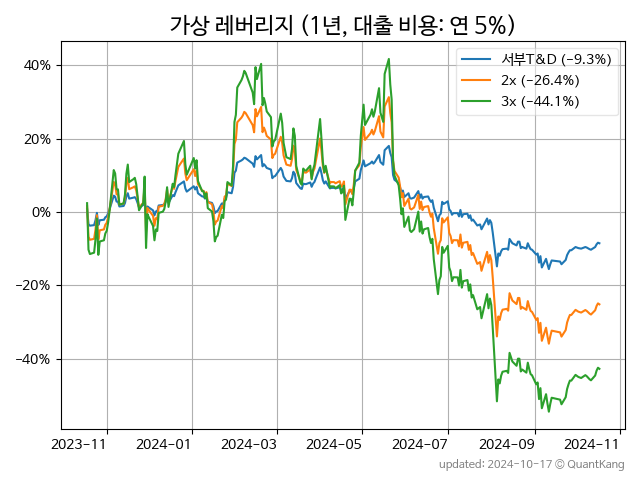 가상 레버리지 (1년, 대출 비용: 연 5%)
서부T&D (−9.3%)
2x (−26.4%)
3x (−44.1%)
40%
20%
0%
−20%
−40%
2023-11 2024-01 2024-03 2024-05 2024-07 2024-09 2024-11
updated: 2024-10-17 © QuantKang